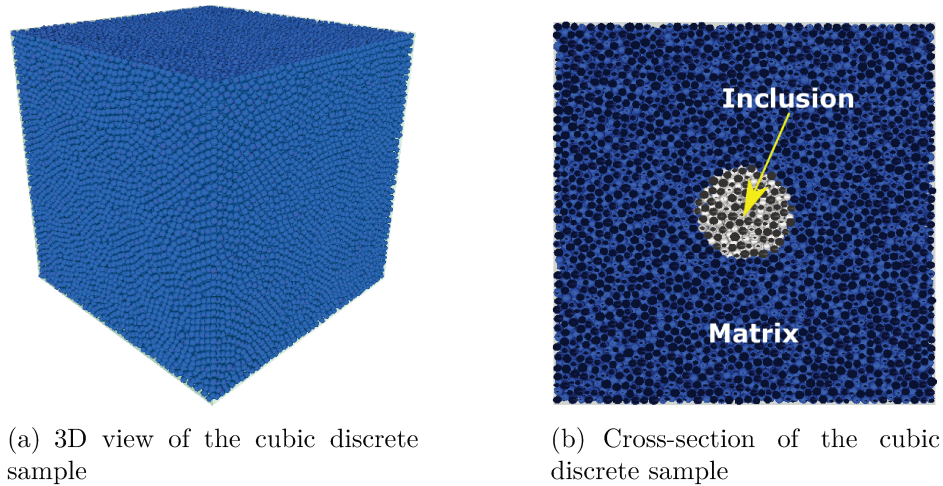 Inclusion
Matrix
(a) 3D view of the cubic discrete
sample
(b) Cross-section of the cubic
discrete sample